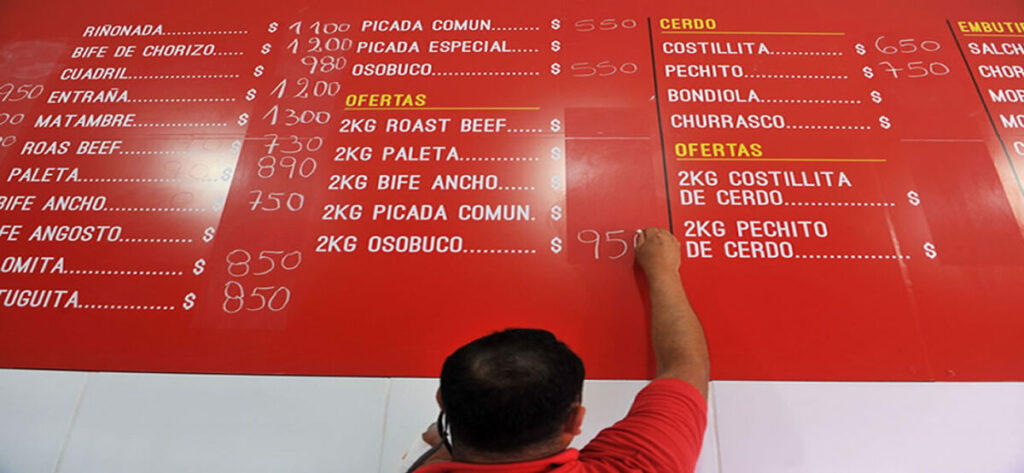 RIÑONADA................ $ 1100
BIFE DE CHORIZO...... $ 1200
CUADRIL...................... $ 980
950
ENTRAÑA..................... $ 1200
MATAMBRE.................. $ 1300
ROAS BEEF................... $ 730
PALETA......................... $ 890
BIFE ANCHO.................... $ 750
FE ANGOSTO................ $
OMITA......................... $ 850
TUGUITA................... $ 850
PICADA COMUN........... $ 550
PICADA ESPECIAL...... $
OSOBUCO..................... $ 550
OFERTAS
2KG ROAST BEEF...... $
2KG PALETA............... $
2KG BIFE ANCHO...... $
2KG PICADA COMUN. $
2KG OSOBUCO............ $ 95
CERDO
COSTILLITA................ $ 650
PECHITO..................... $ 750
BONDIOLA.................... $
CHURRASCO................ $
OFERTAS
2KG COSTILLITA
DE CERDO.................... $
2KG PECHITO
DE CERDO...................... $
EMBUTI
SALCH
CHOR
MOR
MO
C